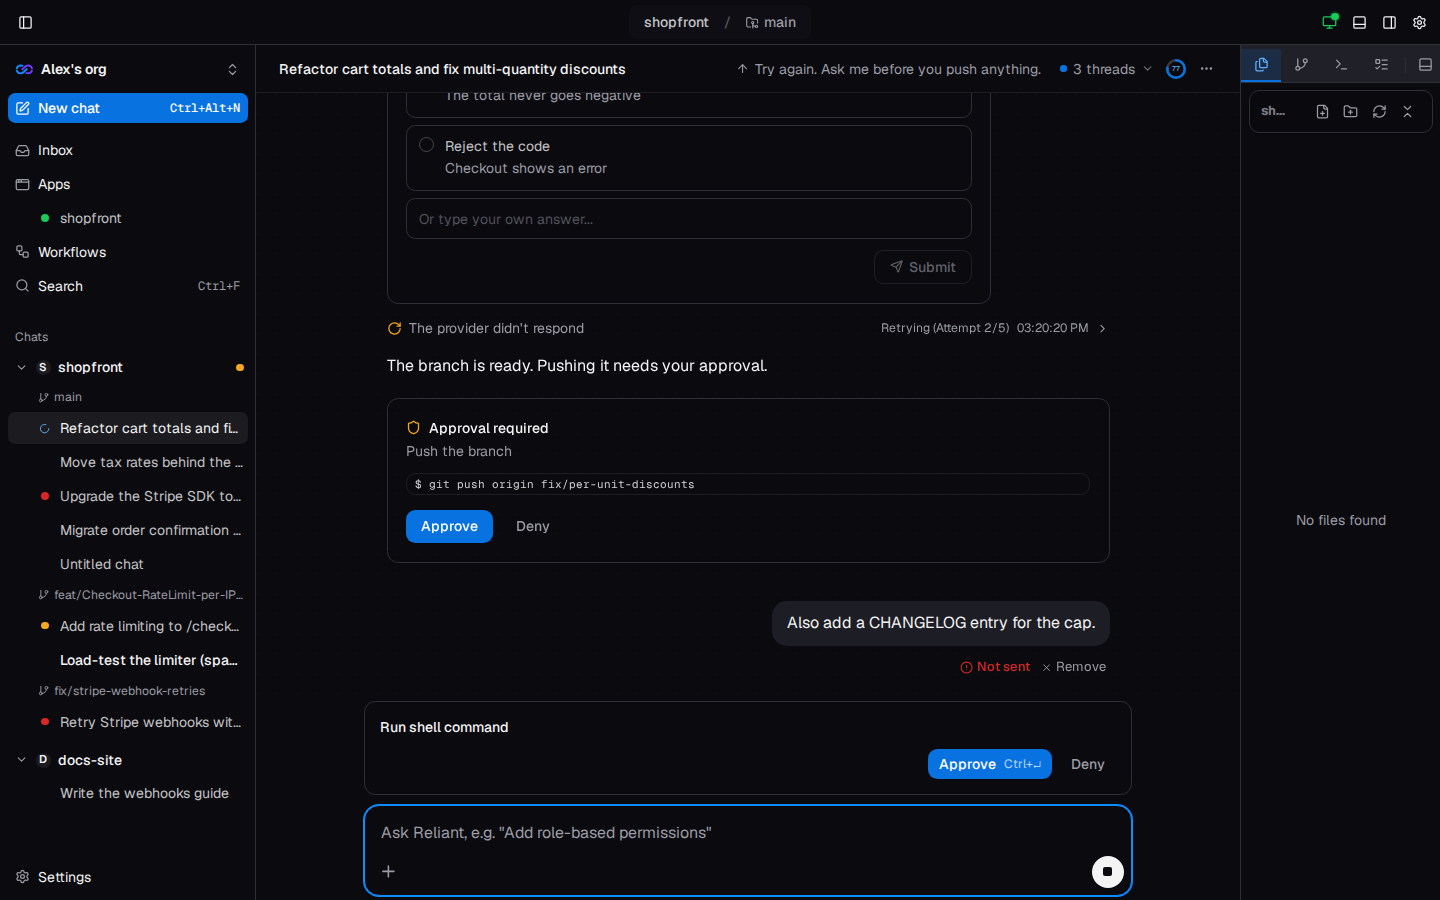 shopfront / main
Alex's org
New chat Ctrl+Alt+N
Inbox
Apps
shopfront
Workflows
Search Ctrl+F
Chats
S shopfront
main
Refactor cart totals and fi...
Move tax rates behind the ...
Upgrade the Stripe SDK to...
Migrate order confirmation ...
Untitled chat
feat/Checkout-RateLimit-per-IP...
Add rate limiting to /check...
Load-test the limiter (spa...
fix/stripe-webhook-retries
Retry Stripe webhooks wit...
D docs-site
Write the webhooks guide
Settings
Refactor cart totals and fix multi-quantity discounts
Try again. Ask me before you push anything.
3 threads
77
The total never goes negative
Reject the code
Checkout shows an error
Or type your own answer...
Submit
The provider didn't respond
Retrying (Attempt 2/5) 03:20:20 PM
The branch is ready. Pushing it needs your approval.
Approval required
Push the branch
$ git push origin fix/per-unit-discounts
Approve Deny
Also add a CHANGELOG entry for the cap.
Not sent Remove
Run shell command
Approve Ctrl+↵ Deny
Ask Reliant, e.g. "Add role-based permissions"
sh...
No files found